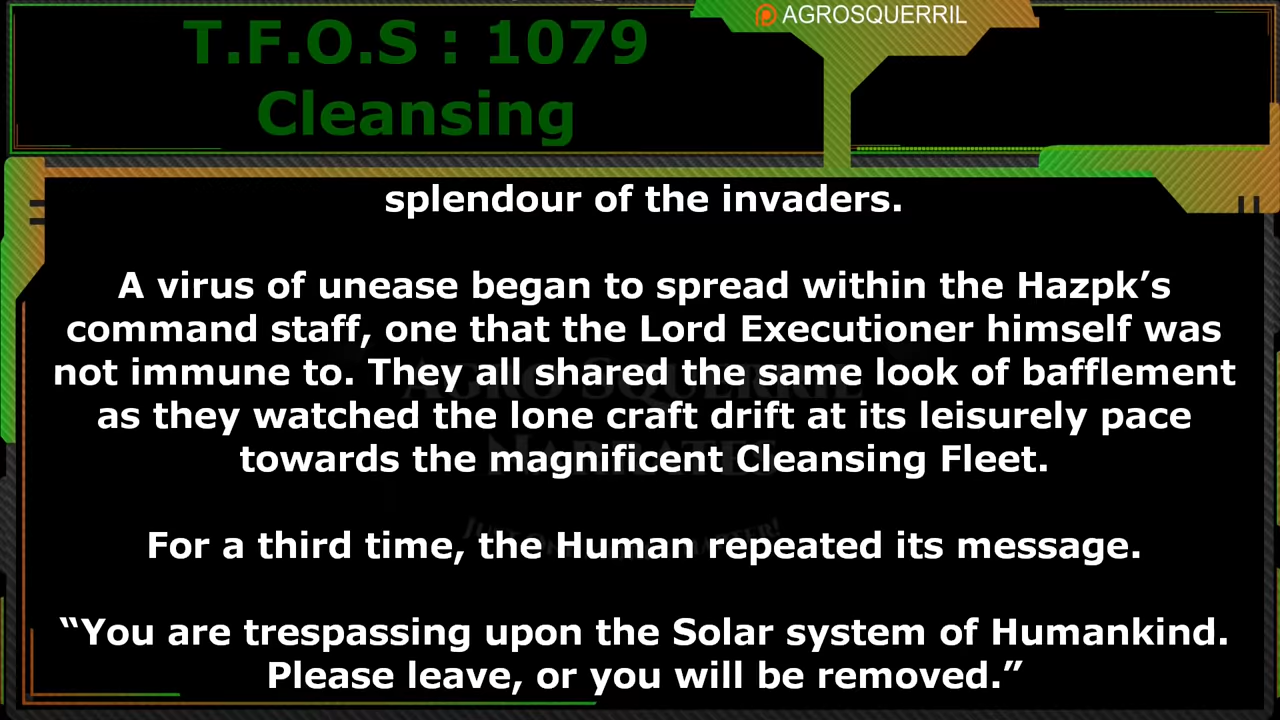 AGROSQUERRIL
T.F.O.S : 1079
Cleansing
splendour of the invaders.
A virus of unease began to spread within the Hazpk’s
command staff, one that the Lord Executioner himself was
not immune to. They all shared the same look of bafflement
as they watched the lone craft drift at its leisurely pace
towards the magnificent Cleansing Fleet.
For a third time, the Human repeated its message.
“You are trespassing upon the Solar system of Humankind.
Please leave, or you will be removed.”